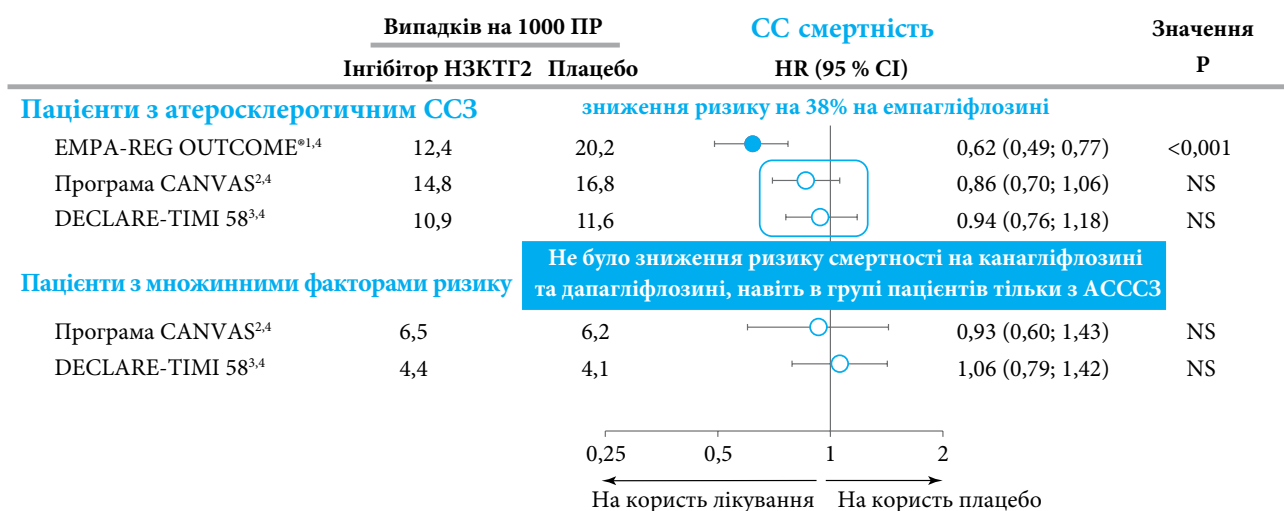 Випадків на 1000 ПР СС смертність Значення
Інгібітор НЗКТГ2 Плацебо HR (95 % CI) P
Пацієнти з атеросклеротичним ССЗ зниження ризику на 38% на емпагліфлозині
EMPA-REG OUTCOME®1,4 12,4 20,2 0,62 (0,49; 0,77) <0,001
Програма CANVAS2,4 14,8 16,8 0,86 (0,70; 1,06) NS
DECLARE-TIMI 583,4 10,9 11,6 0.94 (0,76; 1,18) NS
Не було зниження ризику смертності на канагліфлозині
та дапагліфлозині, навіть в групі пацієнтів тільки з АСССЗ
Пацієнти з множинними факторами ризику
Програма CANVAS2,4 6,5 6,2 0,93 (0,60; 1,43) NS
DECLARE-TIMI 583,4 4,4 4,1 1,06 (0,79; 1,42) NS
0,25 0,5 1 2
На користь лікування На користь плацебо